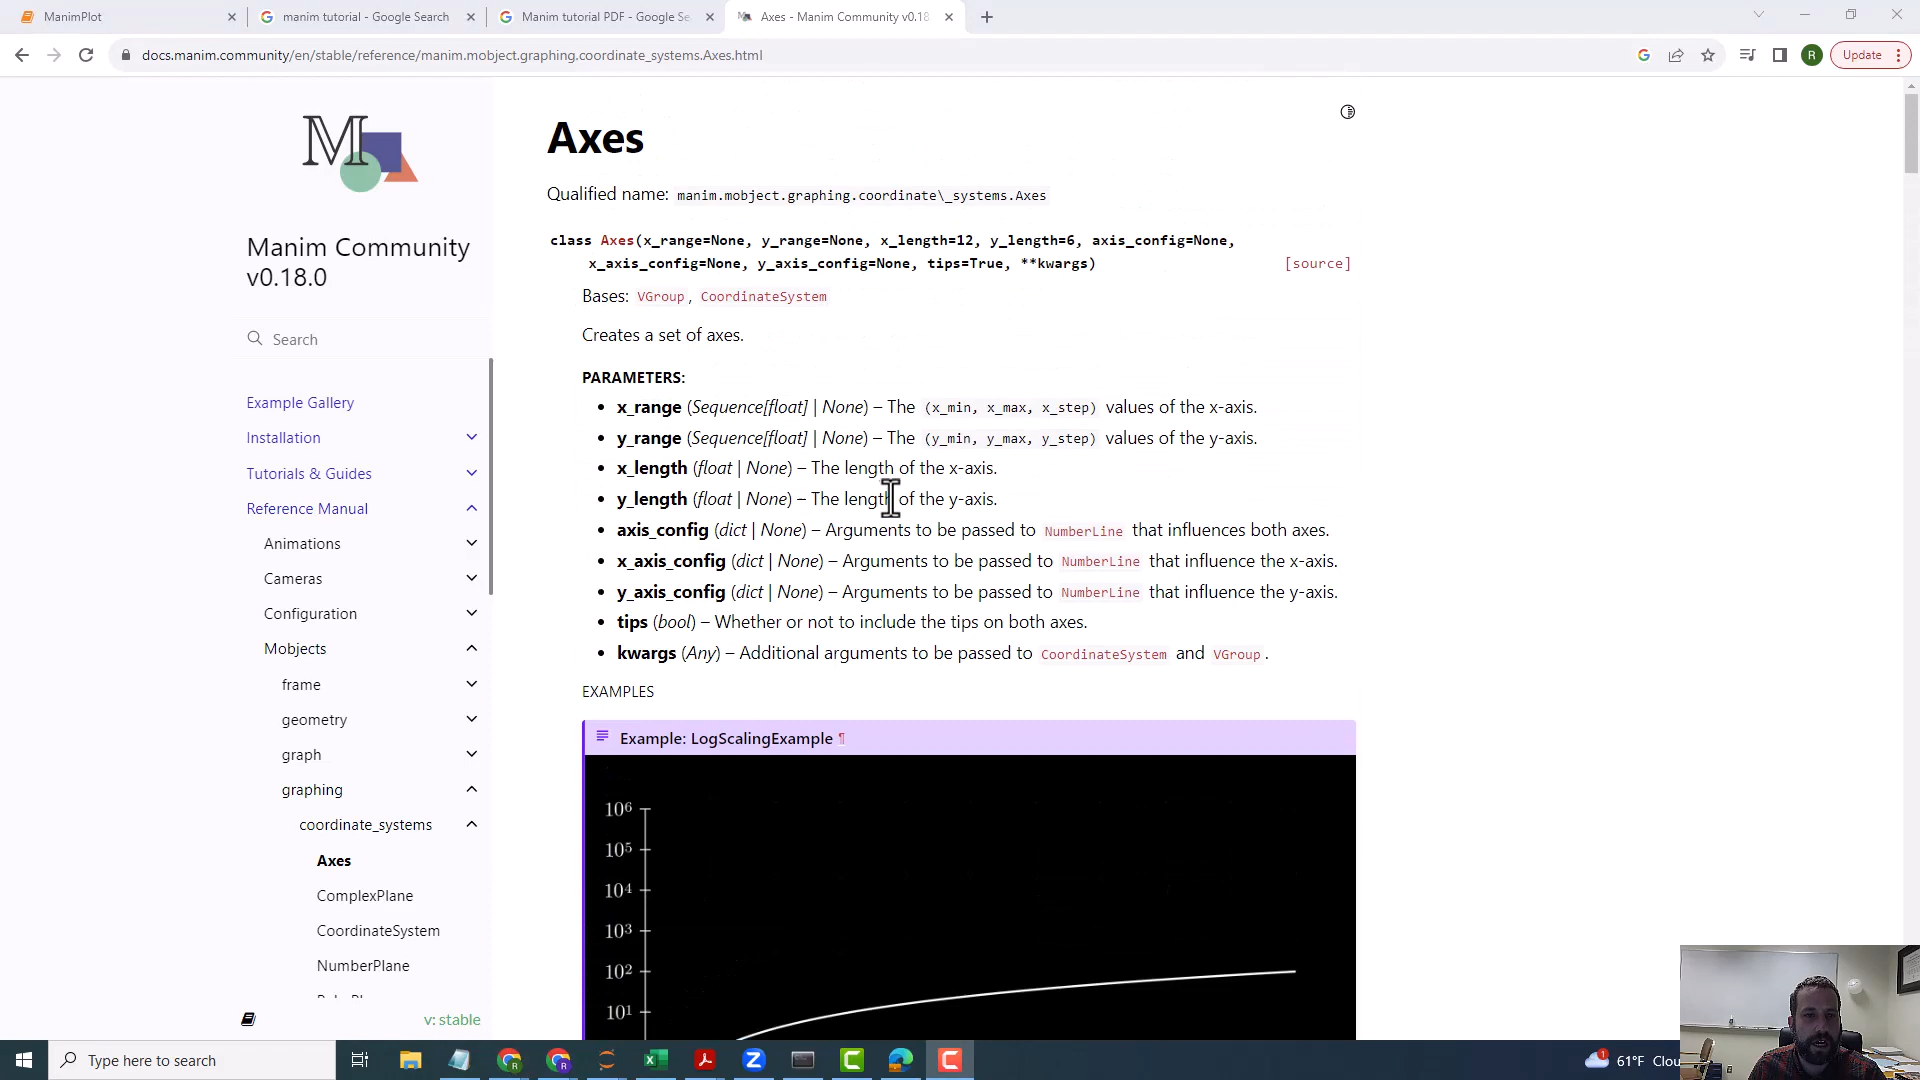 ManimPlot
manim tutorial - Google Search
Manim tutorial PDF - Google Se
Axes - Manim Community v0.18
docs.manim.community/en/stable/reference/manim.mobject.graphing.coordinate_systems.Axes.html
R
Update
M
Manim Community
v0.18.0
Search
Example Gallery
Installation
Tutorials & Guides
Reference Manual
Animations
Cameras
Configuration
Mobjects
frame
geometry
graph
graphing
coordinate_systems
Axes
ComplexPlane
CoordinateSystem
NumberPlane
v: stable
Axes
Qualified name: manim.mobject.graphing.coordinate\_systems.Axes
class Axes(x_range=None, y_range=None, x_length=12, y_length=6, axis_config=None,
x_axis_config=None, y_axis_config=None, tips=True, **kwargs) [source]
Bases: VGroup, CoordinateSystem
Creates a set of axes.
PARAMETERS:
• x_range (Sequence[float] | None) – The (x_min, x_max, x_step) values of the x-axis.
• y_range (Sequence[float] | None) – The (y_min, y_max, y_step) values of the y-axis.
• x_length (float | None) – The length of the x-axis.
• y_length (float | None) – The length of the y-axis.
• axis_config (dict | None) – Arguments to be passed to NumberLine that influences both axes.
• x_axis_config (dict | None) – Arguments to be passed to NumberLine that influence the x-axis.
• y_axis_config (dict | None) – Arguments to be passed to NumberLine that influence the y-axis.
• tips (bool) – Whether or not to include the tips on both axes.
• kwargs (Any) – Additional arguments to be passed to CoordinateSystem and VGroup.
EXAMPLES
Example: LogScalingExample ¶
10⁶
10⁵
10⁴
10³
10²
10¹
Type here to search
1
61°F Clou